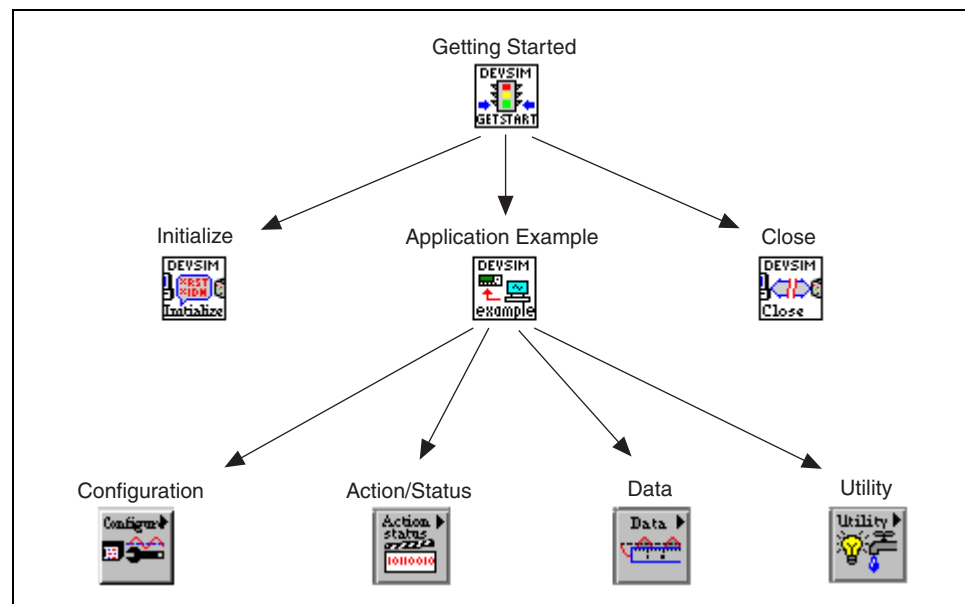 Getting Started
DEVSIM
GETSTART
Initialize
Application Example
Close
DEVSIM
*RST
*IDN
Initialize
DEVSIM
example
DEVSIM
Close
Configuration
Action/Status
Data
Utility
Configure
Action
status
10110010
Data
Utility